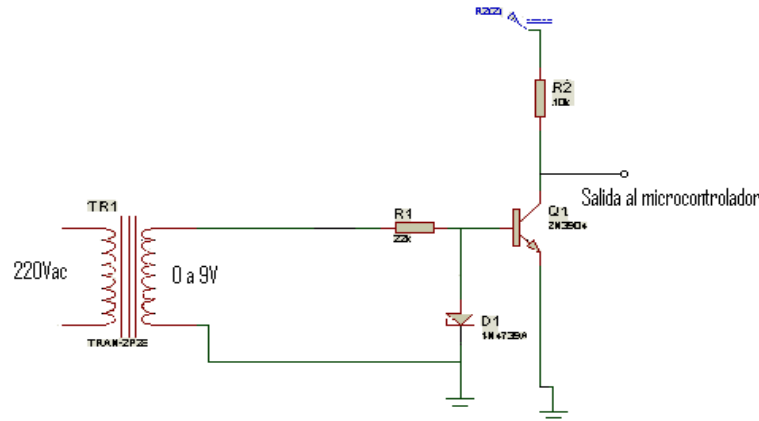 R2(2)
R2
10k
Salida al microcontrolador
Q1
2N3904
TR1
R1
22k
220Vac
0 a 9V
D1
1N4739A
TRAN-2P2S